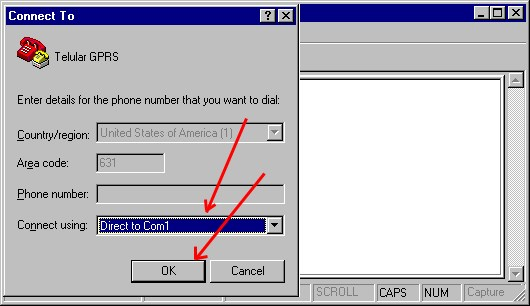 Connect To
Telular GPRS
Enter details for the phone number that you want to dial:
Country/region: United States of America (1)
Area code: 631
Phone number:
Connect using: Direct to Com1
OK Cancel
SCROLL CAPS NUM Capture